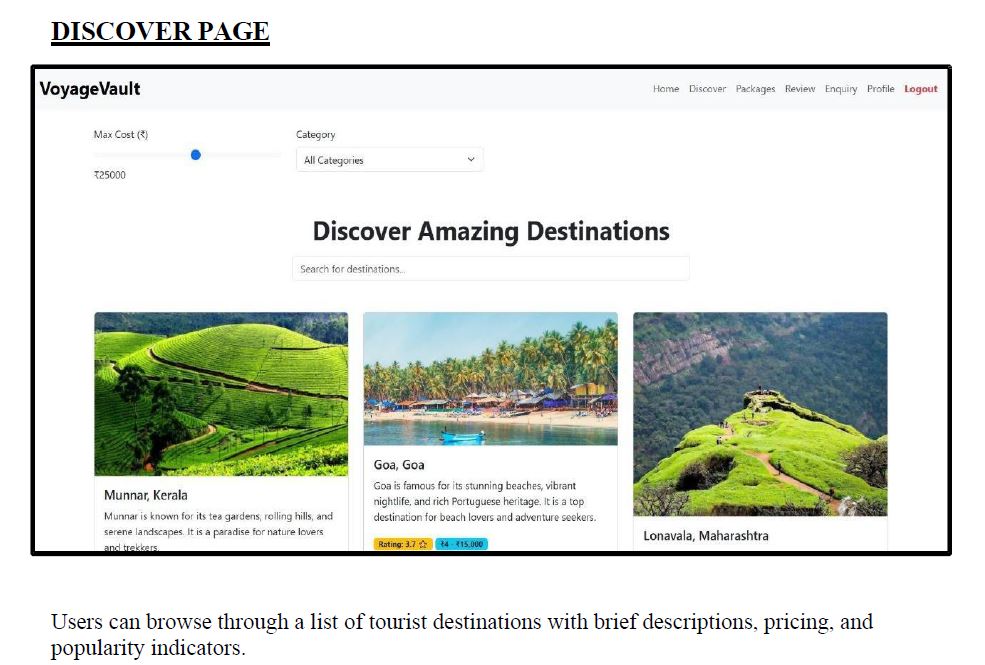 DISCOVER PAGE
VoyageVault
Home Discover Packages Review Enquiry Profile Logout
Max Cost (₹)
₹25000
Category
All Categories
Discover Amazing Destinations
Search for destinations...
Munnar, Kerala
Munnar is known for its tea gardens, rolling hills, and
serene landscapes. It is a paradise for nature lovers
and trekkers.
Goa, Goa
Goa is famous for its stunning beaches, vibrant
nightlife, and rich Portuguese heritage. It is a top
destination for beach lovers and adventure seekers.
Rating: 3.7 ☆ ₹4 - ₹15,000
Lonavala, Maharashtra
Users can browse through a list of tourist destinations with brief descriptions, pricing, and
popularity indicators.